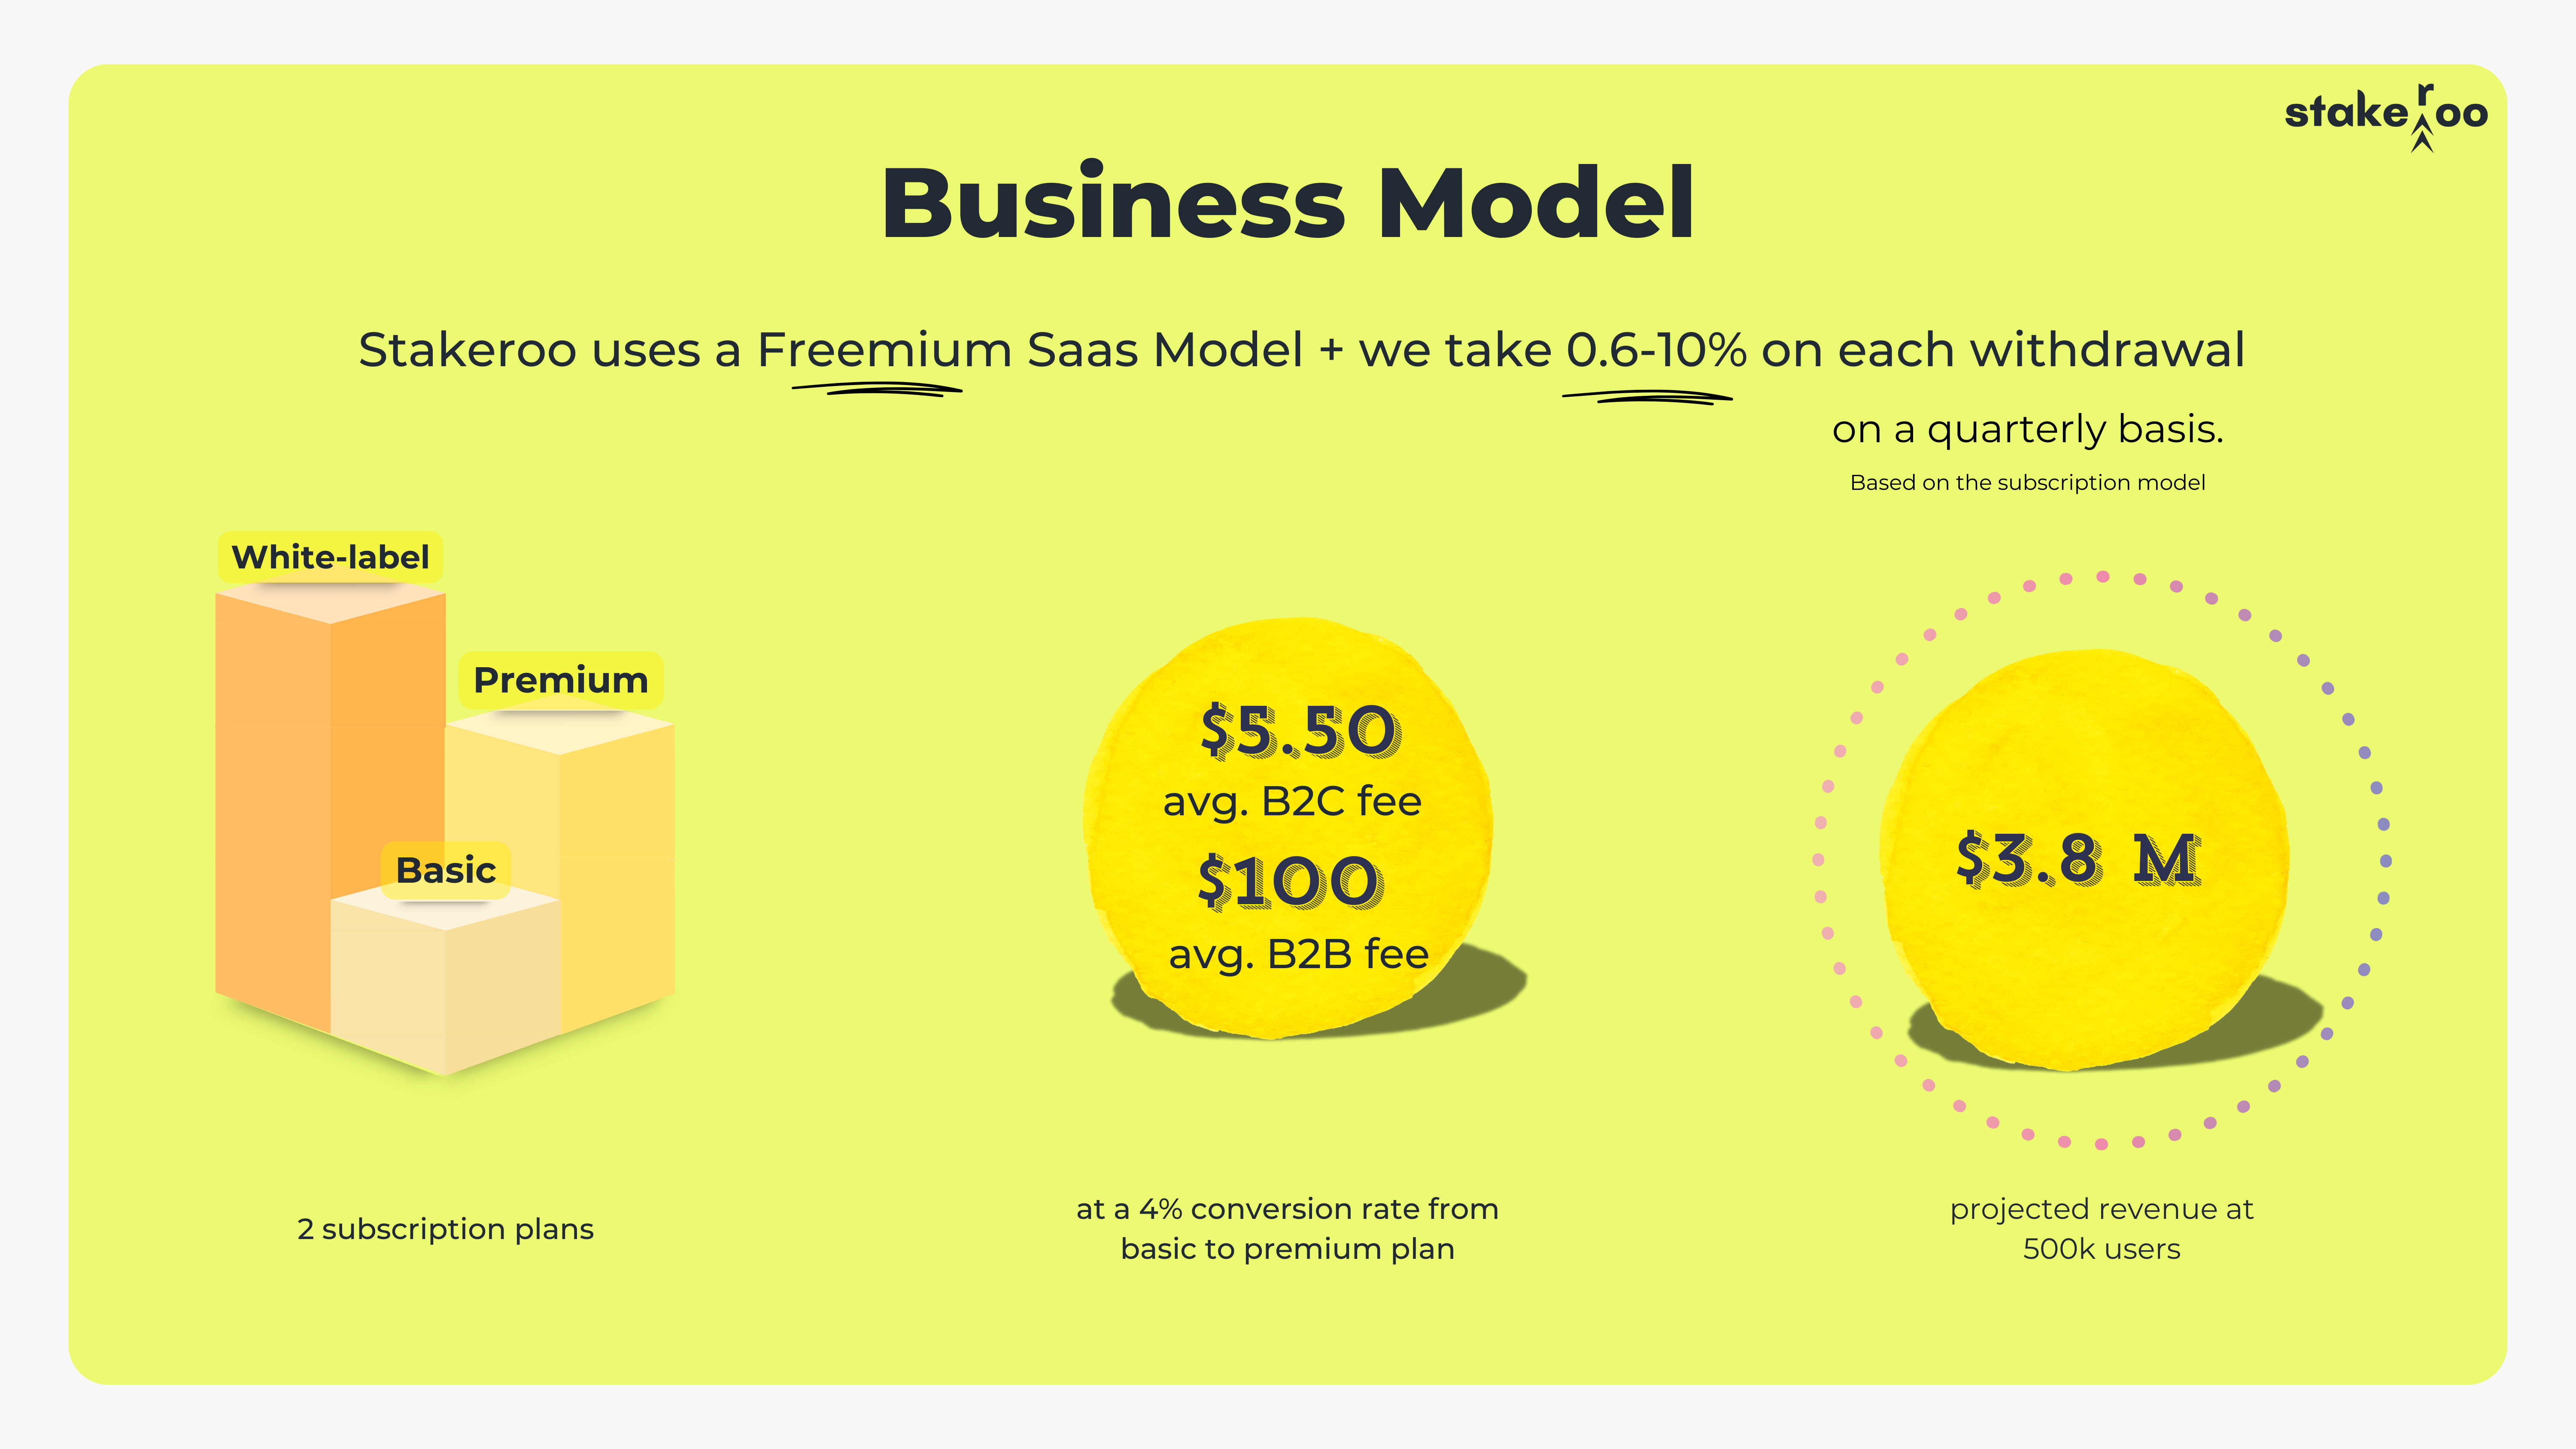 stakeroo
Business Model
Stakeroo uses a Freemium Saas Model + we take 0.6-10% on each withdrawal
on a quarterly basis.
Based on the subscription model
White-label
Premium
Basic
2 subscription plans
$5.50
avg. B2C fee
$100
avg. B2B fee
at a 4% conversion rate from
basic to premium plan
$3.8 M
projected revenue at
500k users